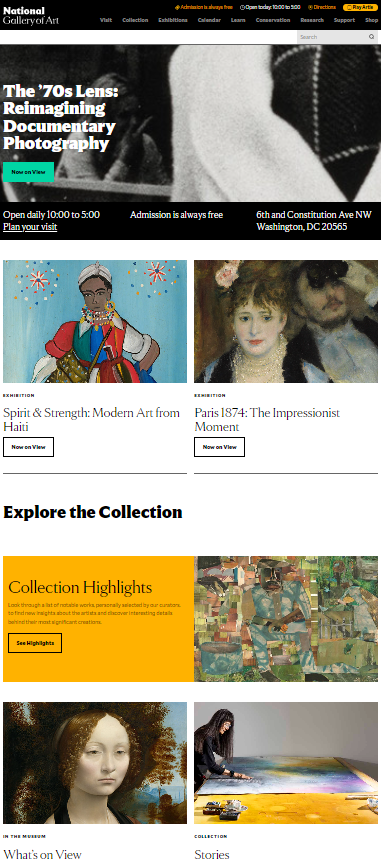 National
Gallery of Art
Admission is always free
Open today: 10:00 to 5:00
Directions
Play Artle
Visit
Collection
Exhibitions
Calendar
Learn
Conservation
Research
Support
Shop
Search
The '70s Lens:
Reimagining
Documentary
Photography
Now on View
Open daily 10:00 to 5:00
Plan your visit
Admission is always free
6th and Constitution Ave NW
Washington, DC 20565
EXHIBITION
Spirit & Strength: Modern Art from
Haiti
Now on View
EXHIBITION
Paris 1874: The Impressionist
Moment
Now on View
Explore the Collection
Collection Highlights
Look through a list of notable works, personally selected by our curators,
to find new insights about the artists and discover interesting details
behind their most significant creations.
See Highlights
IN THE MUSEUM
What's on View
COLLECTION
Stories